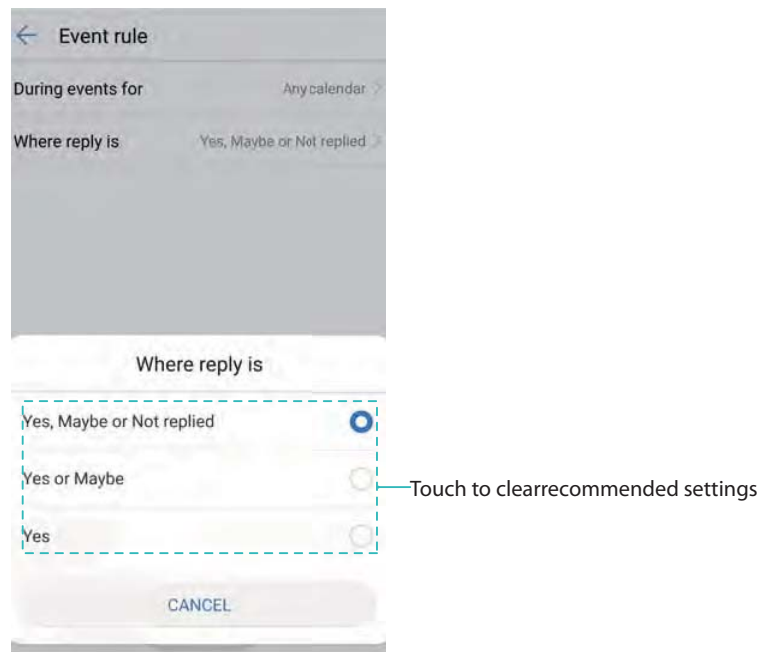 Event rule
During events for Any calendar
Where reply is Yes, Maybe or Not replied
Where reply is
Yes, Maybe or Not replied
Yes or Maybe
Touch to clearrecommended settings
Yes
CANCEL